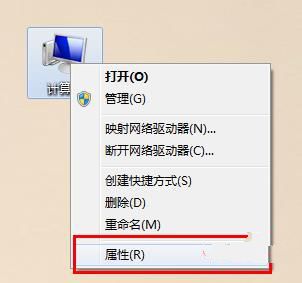 计算
打开(O)
管理(G)
映射网络驱动器(N)...
断开网络驱动器(C)...
创建快捷方式(S)
删除(D)
重命名(M)
属性(R)